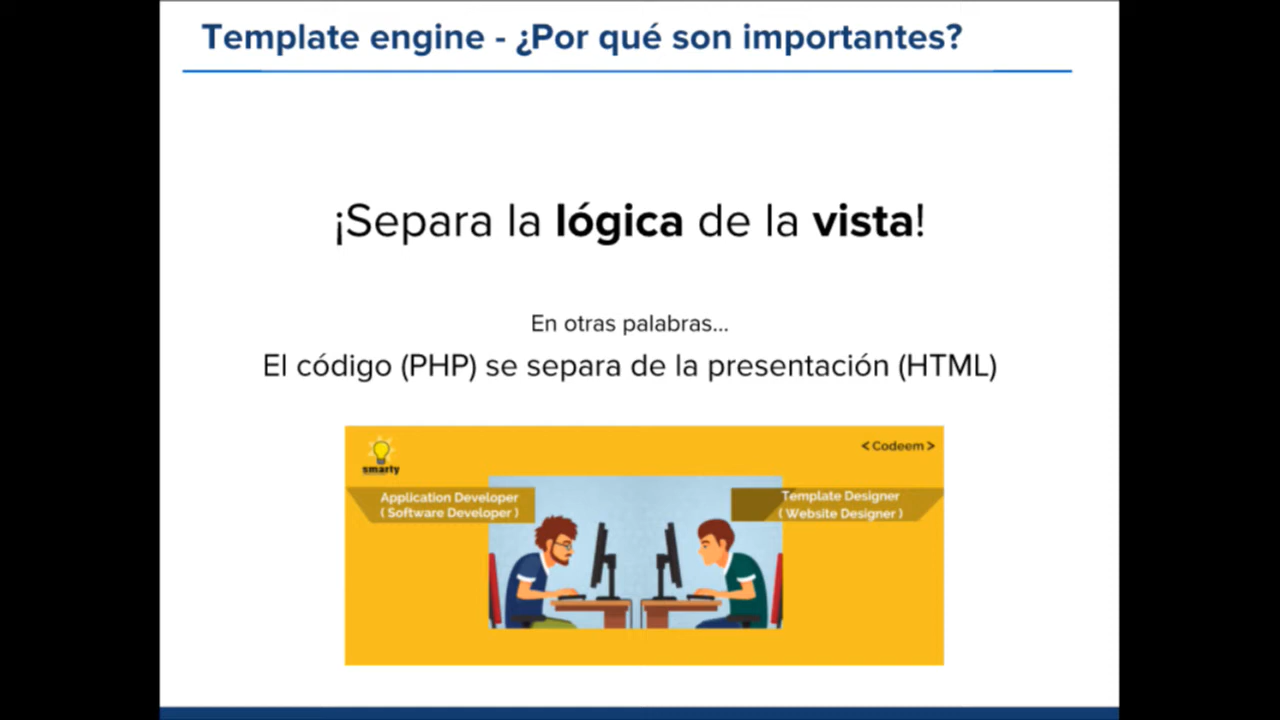 Template engine - ¿Por qué son importantes?
¡Separa la lógica de la vista!
En otras palabras...
El código (PHP) se separa de la presentación (HTML)
smarty
< Codeem >
Application Developer
( Software Developer )
Template Designer
( Website Designer )